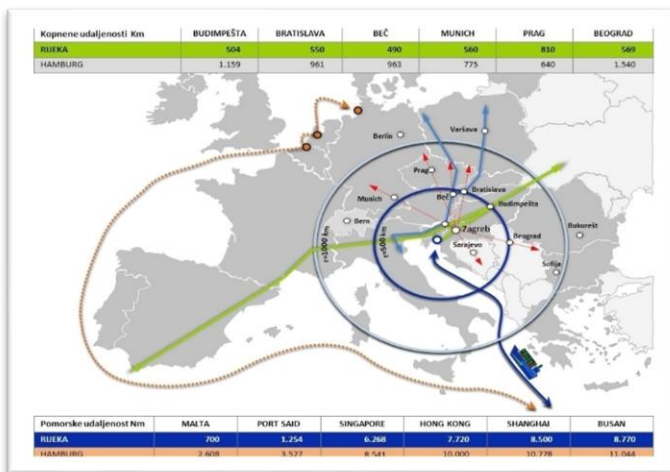 Kopnene udaljenosti Km BUDIMPEŠTA BRATISLAVA BEČ MUNICH PRAG BEOGRAD
RIJEKA 504 550 490 560 810 569
HAMBURG 1.159 961 963 775 640 1.540
Berlin
Varšava
Prag
Munich
Beč
Bratislava
Budimpešta
Bern
Zagreb
r=1000 km
r=500 km
Sarajevo
Beograd
Bukurešt
Sofija
Pomorske udaljenost Nm MALTA PORT SAID SINGAPORE HONG KONG SHANGHAI BUSAN
RIJEKA 700 1.254 6.268 7.720 8.500 8.770
HAMBURG 2.608 3.527 8.541 10.000 10.778 11.044